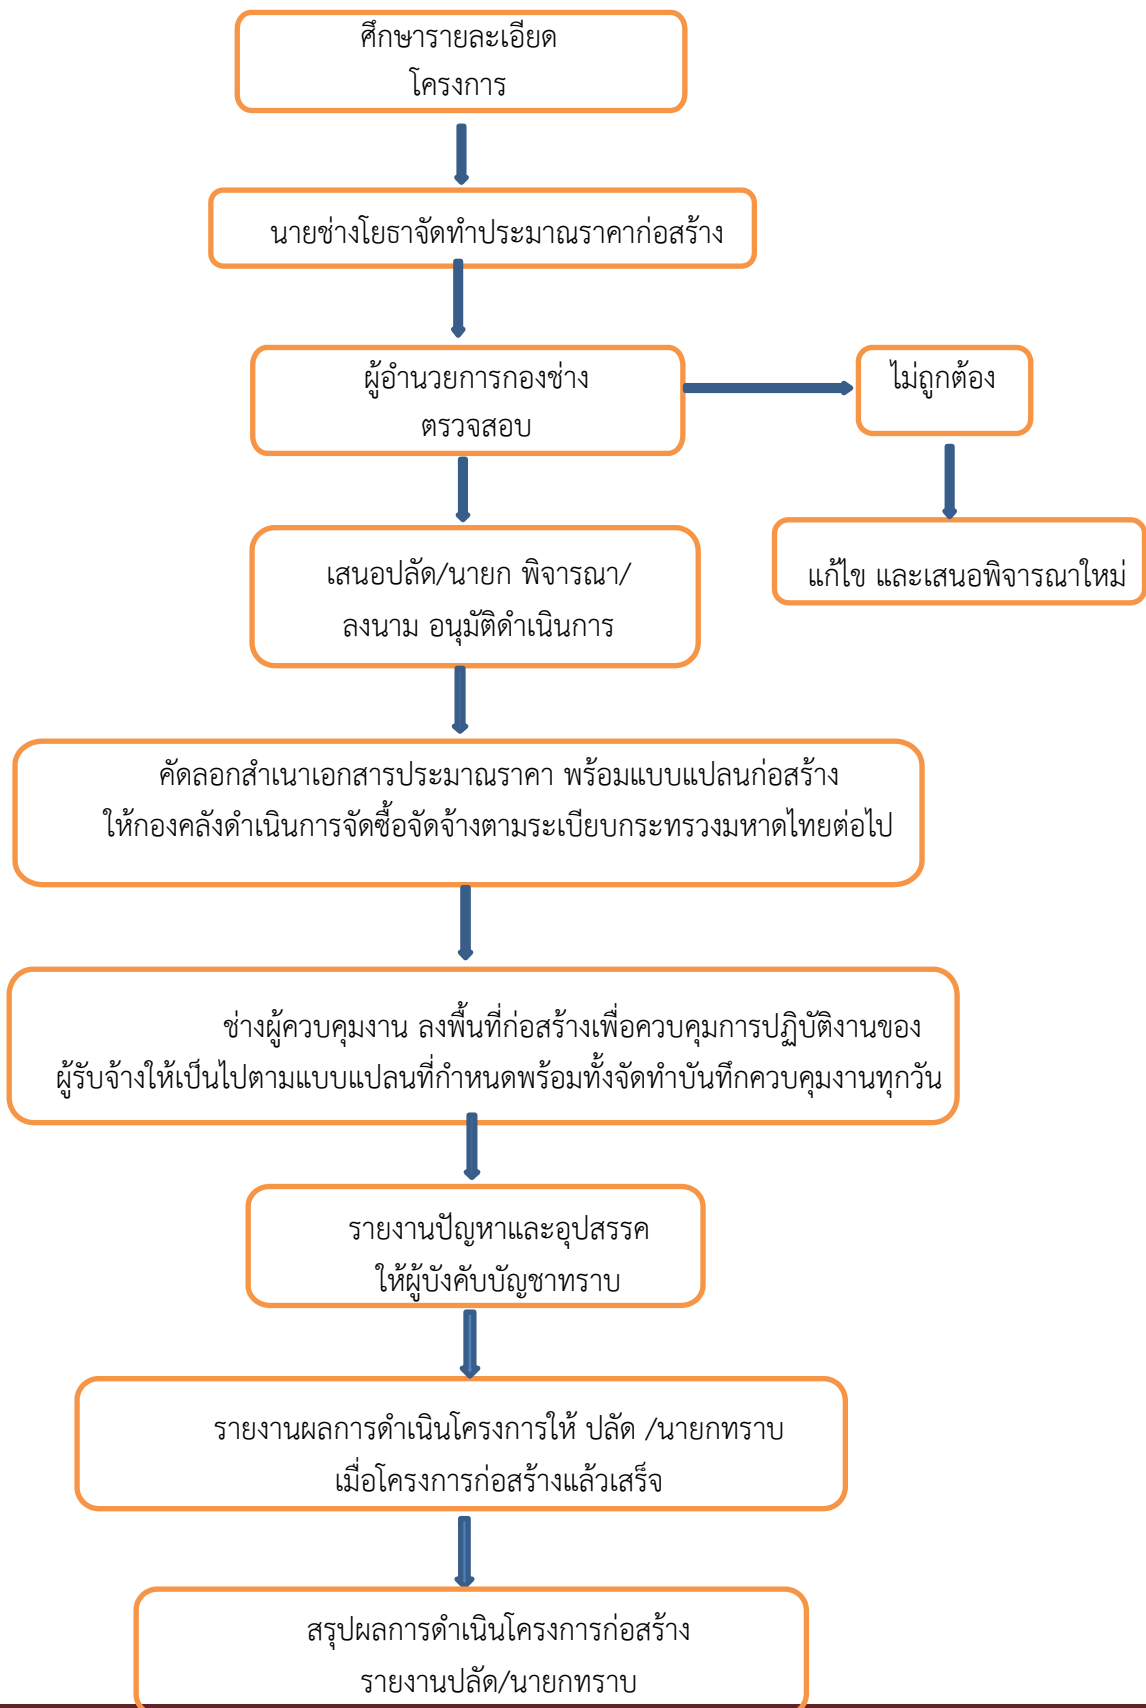 ศึกษารายละเอียด
โครงการ
นายช่างโยธาจัดทำประมาณราคาก่อสร้าง
ผู้อำนวยการกองช่าง
ตรวจสอบ
ไม่ถูกต้อง
เสนอปลัด/นายก พิจารณา/
ลงนาม อนุมัติดำเนินการ
แก้ไข และเสนอพิจารณาใหม่
คัดลอกสำเนาเอกสารประมาณราคา พร้อมแบบแปลนก่อสร้าง
ให้กองคลังดำเนินการจัดซื้อจัดจ้างตามระเบียบกระทรวงมหาดไทยต่อไป
ช่างผู้ควบคุมงาน ลงพื้นที่ก่อสร้างเพื่อควบคุมการปฏิบัติงานของ
ผู้รับจ้างให้เป็นไปตามแบบแปลนที่กำหนดพร้อมทั้งจัดทำบันทึกควบคุมงานทุกวัน
รายงานปัญหาและอุปสรรค
ให้ผู้บังคับบัญชาทราบ
รายงานผลการดำเนินโครงการให้ ปลัด /นายกทราบ
เมื่อโครงการก่อสร้างแล้วเสร็จ
สรุปผลการดำเนินโครงการก่อสร้าง
รายงานปลัด/นายกทราบ